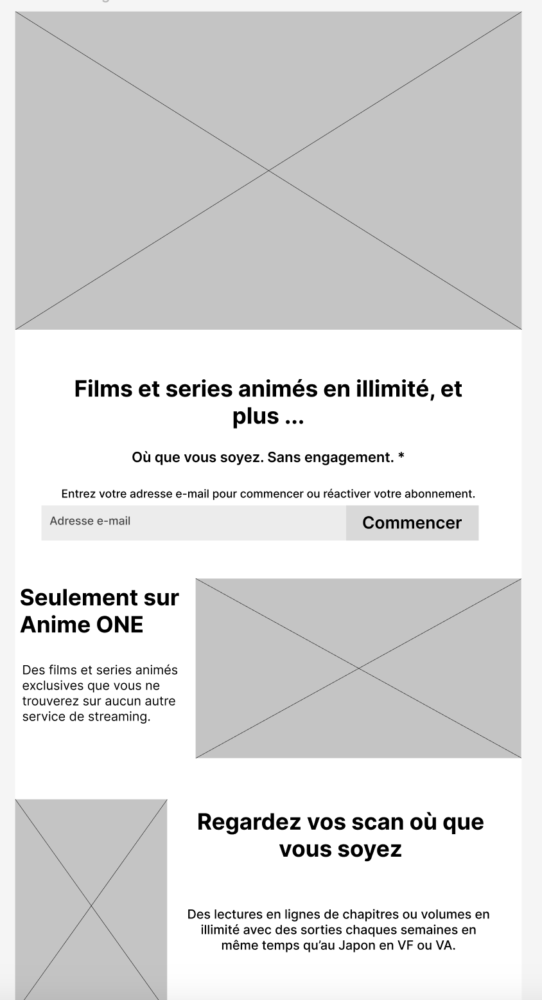 Films et series animés en illimité, et
plus ...
Où que vous soyez. Sans engagement. *
Entrez votre adresse e-mail pour commencer ou réactiver votre abonnement.
Adresse e-mail
Commencer
Seulement sur
Anime ONE
Des films et series animés
exclusives que vous ne
trouverez sur aucun autre
service de streaming.
Regardez vos scan où que
vous soyez
Des lectures en lignes de chapitres ou volumes en
illimité avec des sorties chaques semaines en
même temps qu’au Japon en VF ou VA.